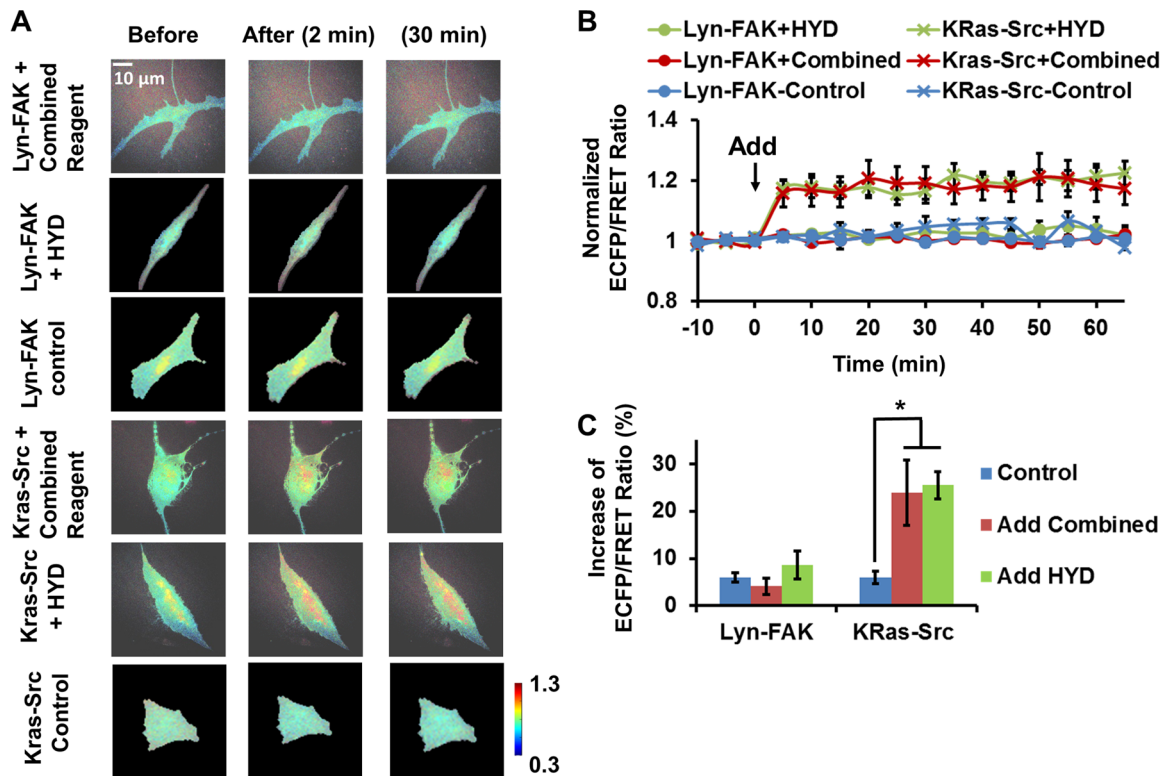 A
Before
After (2 min)
(30 min)
10 µm
Lyn-FAK +
Combined
Reagent
Lyn-FAK
+ HYD
Lyn-FAK
control
Kras-Src +
Combined
Reagent
Kras-Src
+ HYD
Kras-Src
Control
1.3
0.3
B
Lyn-FAK+HYD
KRas-Src+HYD
Lyn-FAK+Combined
Kras-Src+Combined
Lyn-FAK-Control
KRas-Src-Control
Normalized
ECFP/FRET Ratio
1.4
1.2
1
0.8
Add
-10
0
10
20
30
40
50
60
Time (min)
C
Increase of
ECFP/FRET Ratio (%)
30
20
10
0
*
Lyn-FAK
KRas-Src
Control
Add Combined
Add HYD